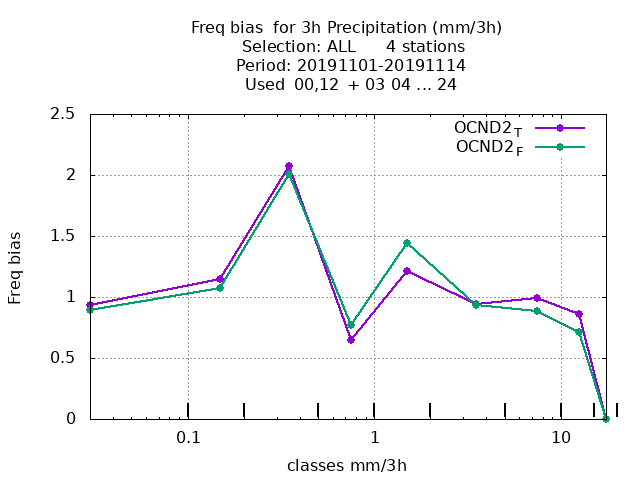 Freq bias  for 3h Precipitation (mm/3h)
Selection: ALL      4 stations
Period: 20191101-20191114
Used  00,12  + 03 04 ... 24
OCND2T
OCND2F
2.5
2
1.5
1
0.5
0
Freq bias
0.1
1
10
classes mm/3h